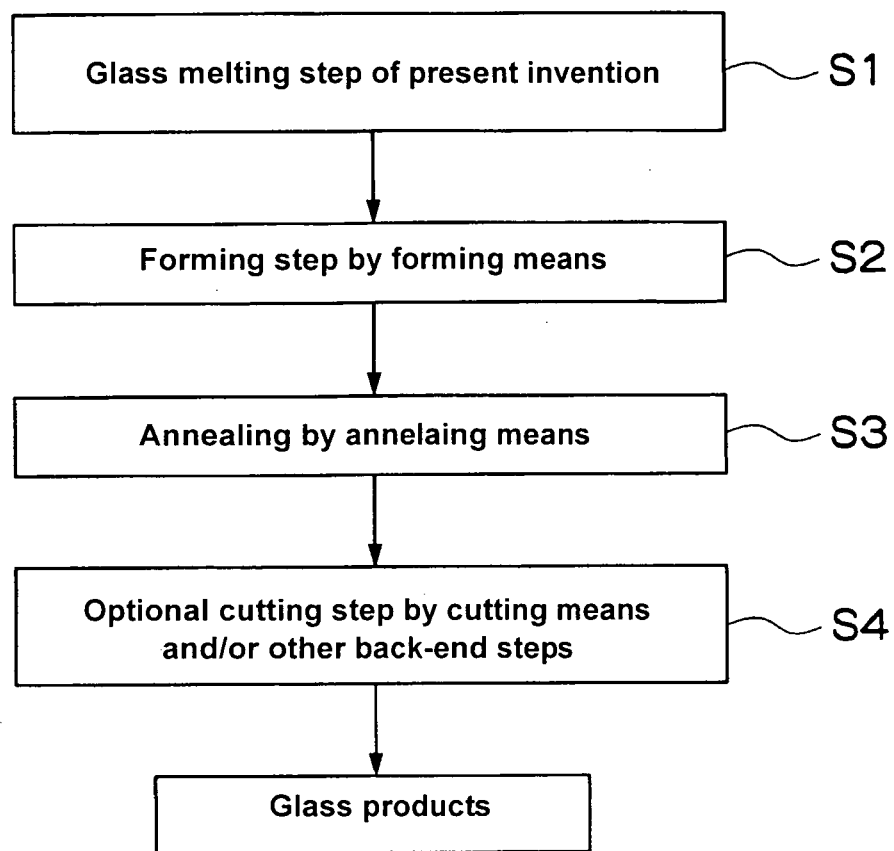 Glass melting step of present invention
S1
Forming step by forming means
S2
Annealing by annelaing means
S3
Optional cutting step by cutting means
and/or other back-end steps
S4
Glass products